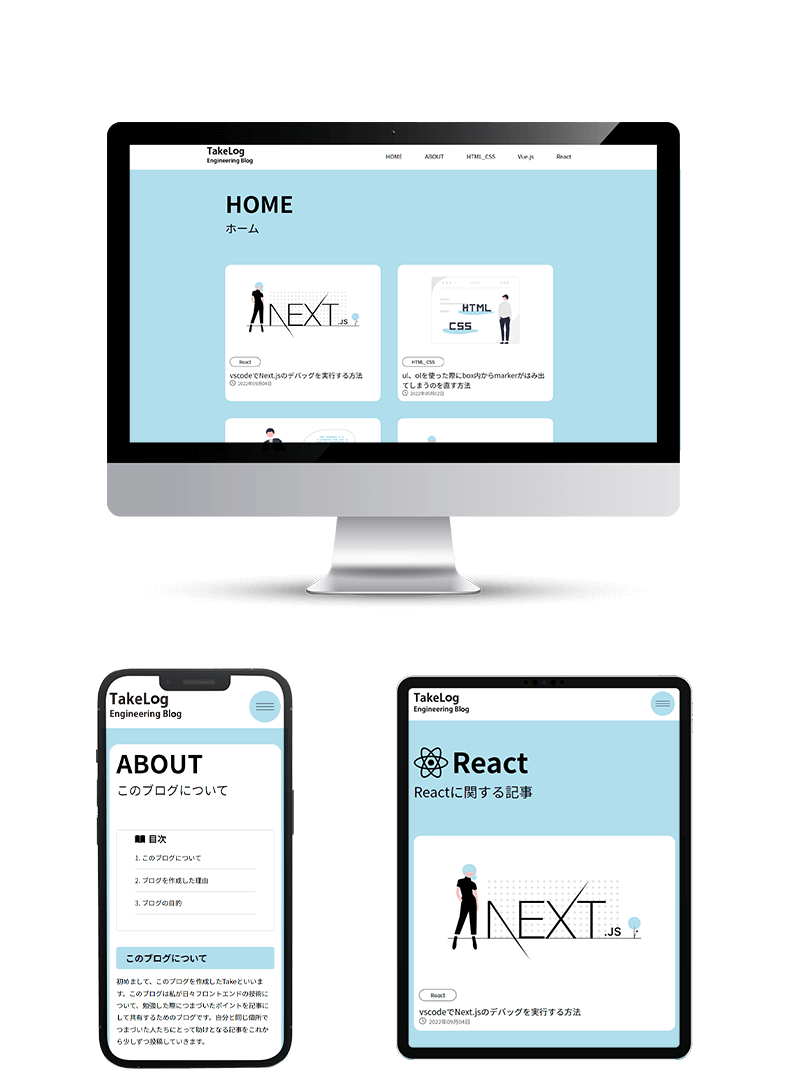 TakeLog
Engineering Blog
HOME ABOUT HTML_CSS Vue.js React
HOME
ホーム
NEXT.JS
React
vscodeでNext.jsのデバッグを実行する方法
2022年09月04日
HTML
CSS
HTML_CSS
ul、olを使った際にbox内からmarkerがはみ出
てしまうのを直す方法
TakeLog
Engineering Blog
ABOUT
このブログについて
目次
1. このブログについて
2. ブログを作成した理由
3. ブログの目的
このブログについて
初めまして、このブログを作成したTakeといいま
す。このブログは私が日々フロントエンドの技術に
ついて、勉強した際につまづいたポイントを記事に
して共有するためのブログです。自分と同じ箇所で
つまづいた人たちにとって助けとなる記事をこれか
ら少しずつ投稿していきます。
TakeLog
Engineering Blog
React
Reactに関する記事
NEXT.JS
React
vscodeでNext.jsのデバッグを実行する方法
2022年09月04日